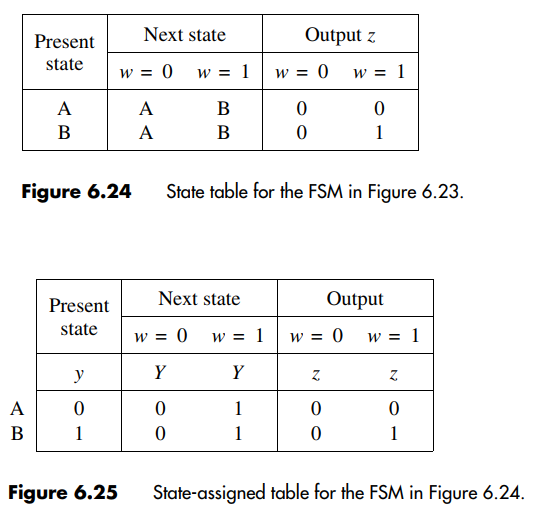 Present state Next state Output z
w = 0 w = 1 w = 0 w = 1
A A B 0 0
B A B 0 1
Figure 6.24 State table for the FSM in Figure 6.23.
Present state Next state Output
w = 0 w = 1 w = 0 w = 1
y Y Y z z
A 0 0 1 0 0
B 1 0 1 0 1
Figure 6.25 State-assigned table for the FSM in Figure 6.24.